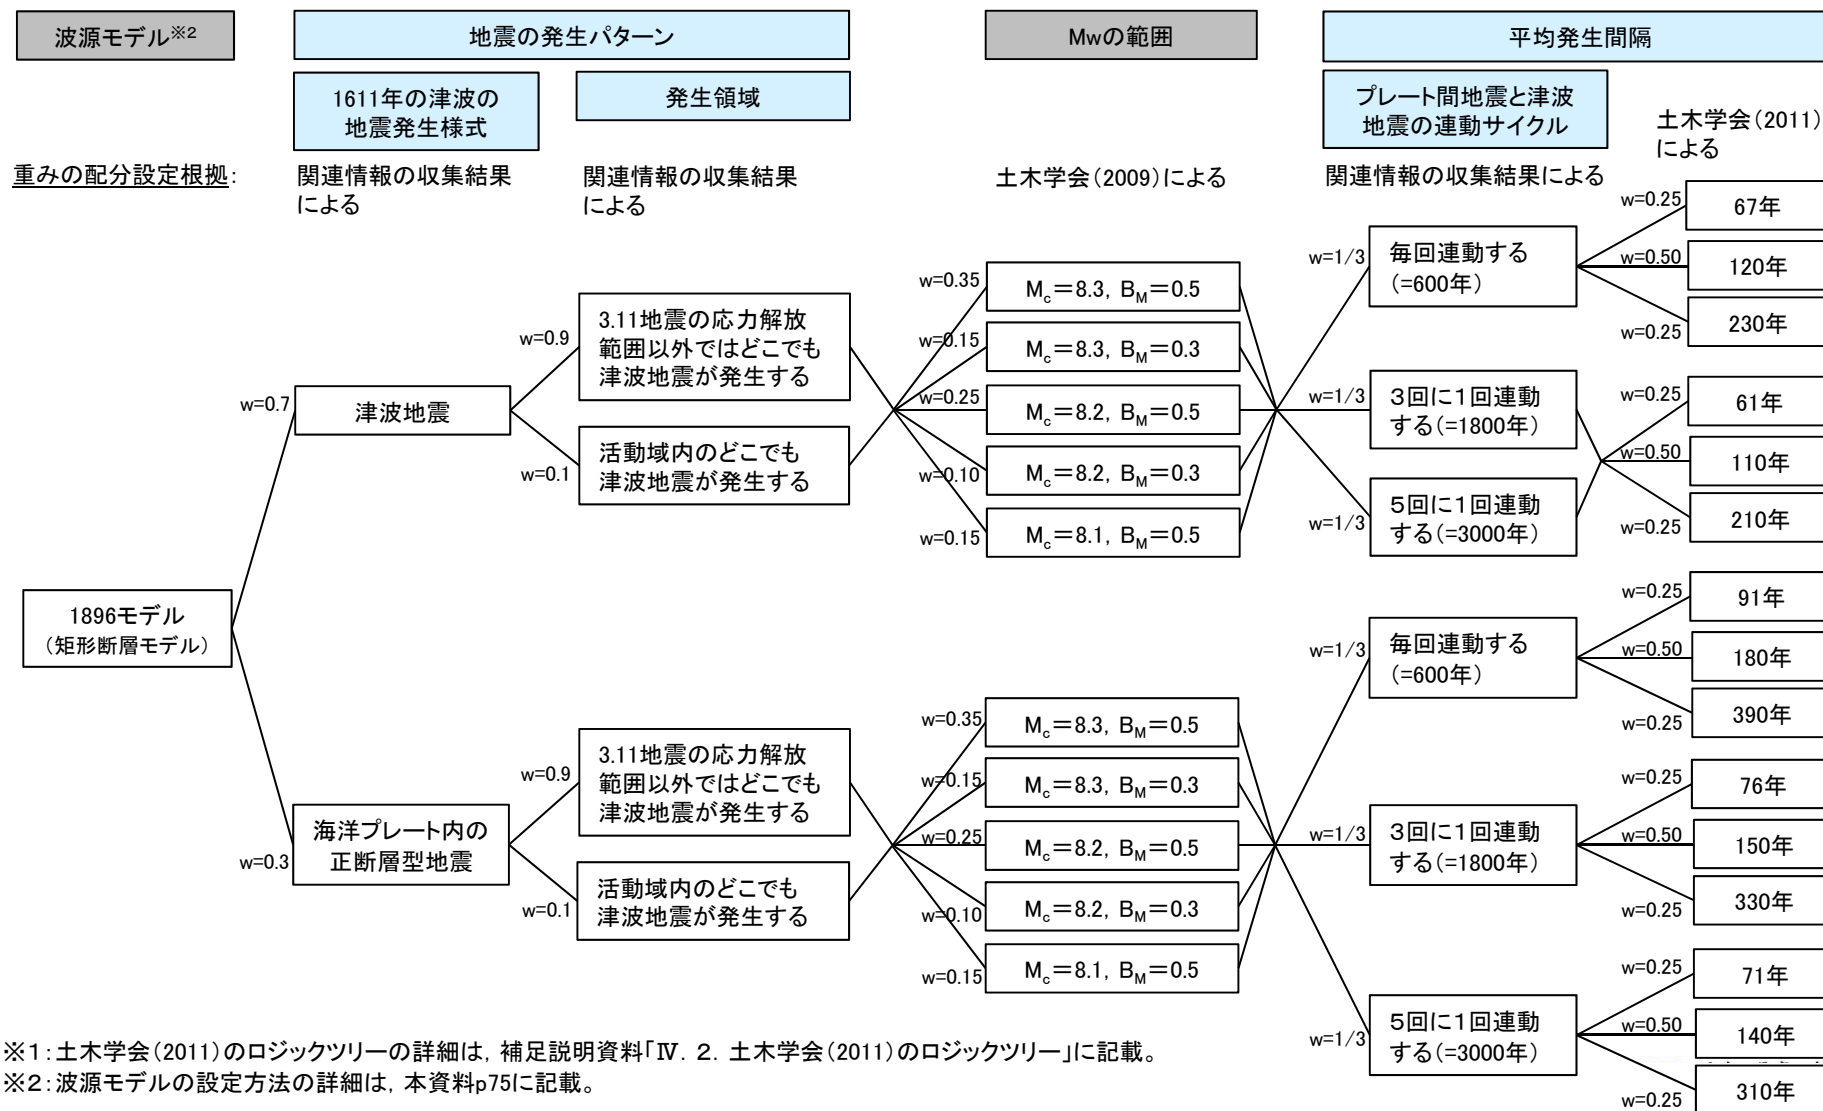 波源モデル※2
地震の発生パターン
Mwの範囲
平均発生間隔
1611年の津波の
地震発生様式
発生領域
プレート間地震と津波
地震の連動サイクル
土木学会(2011)
による
重みの配分設定根拠:
関連情報の収集結果
による
関連情報の収集結果
による
土木学会(2009)による
関連情報の収集結果による
1896モデル
(矩形断層モデル)
w=0.7
津波地震
w=0.9
3.11地震の応力解放
範囲以外ではどこでも
津波地震が発生する
w=0.1
活動域内のどこでも
津波地震が発生する
w=0.35
Mc=8.3, BM=0.5
w=0.15
Mc=8.3, BM=0.3
w=0.25
Mc=8.2, BM=0.5
w=0.10
Mc=8.2, BM=0.3
w=0.15
Mc=8.1, BM=0.5
w=1/3
毎回連動する
(=600年)
w=0.25
67年
w=0.50
120年
w=0.25
230年
w=1/3
3回に1回連動
する(=1800年)
w=1/3
5回に1回連動
する(=3000年)
w=0.25
61年
w=0.50
110年
w=0.25
210年
w=0.3
海洋プレート内の
正断層型地震
w=0.9
3.11地震の応力解放
範囲以外ではどこでも
津波地震が発生する
w=0.1
活動域内のどこでも
津波地震が発生する
w=0.35
Mc=8.3, BM=0.5
w=0.15
Mc=8.3, BM=0.3
w=0.25
Mc=8.2, BM=0.5
w=0.10
Mc=8.2, BM=0.3
w=0.15
Mc=8.1, BM=0.5
w=1/3
毎回連動する
(=600年)
w=0.25
91年
w=0.50
180年
w=0.25
390年
w=1/3
3回に1回連動
する(=1800年)
w=0.25
76年
w=0.50
150年
w=0.25
330年
w=1/3
5回に1回連動
する(=3000年)
w=0.25
71年
w=0.50
140年
w=0.25
310年
※1:土木学会(2011)のロジックツリーの詳細は,補足説明資料「Ⅳ.2.土木学会(2011)のロジックツリー」に記載。
※2:波源モデルの設定方法の詳細は,本資料p75に記載。